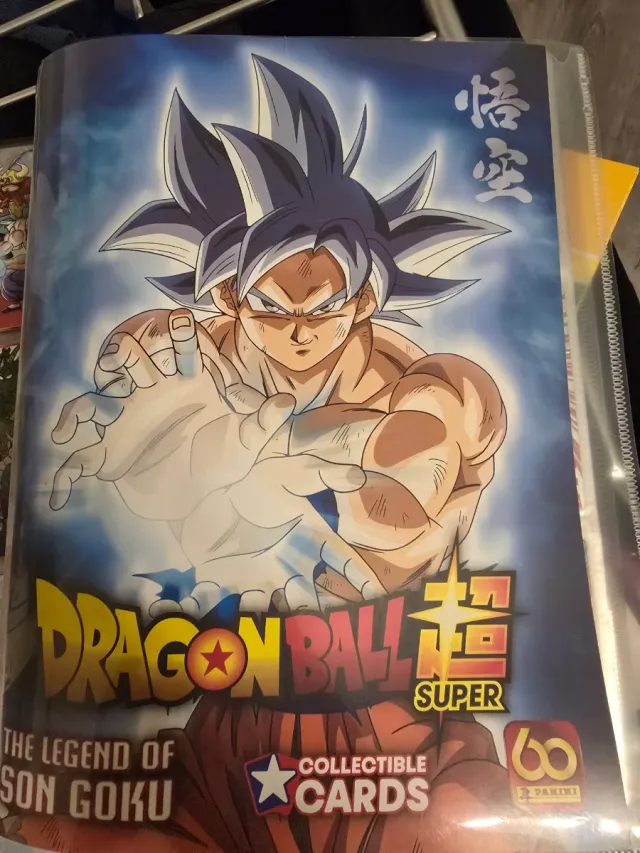 悟
空
DRAGON BALL 超
SUPER
THE LEGEND OF
SON GOKU
COLLECTIBLE
CARDS
60
PANINI